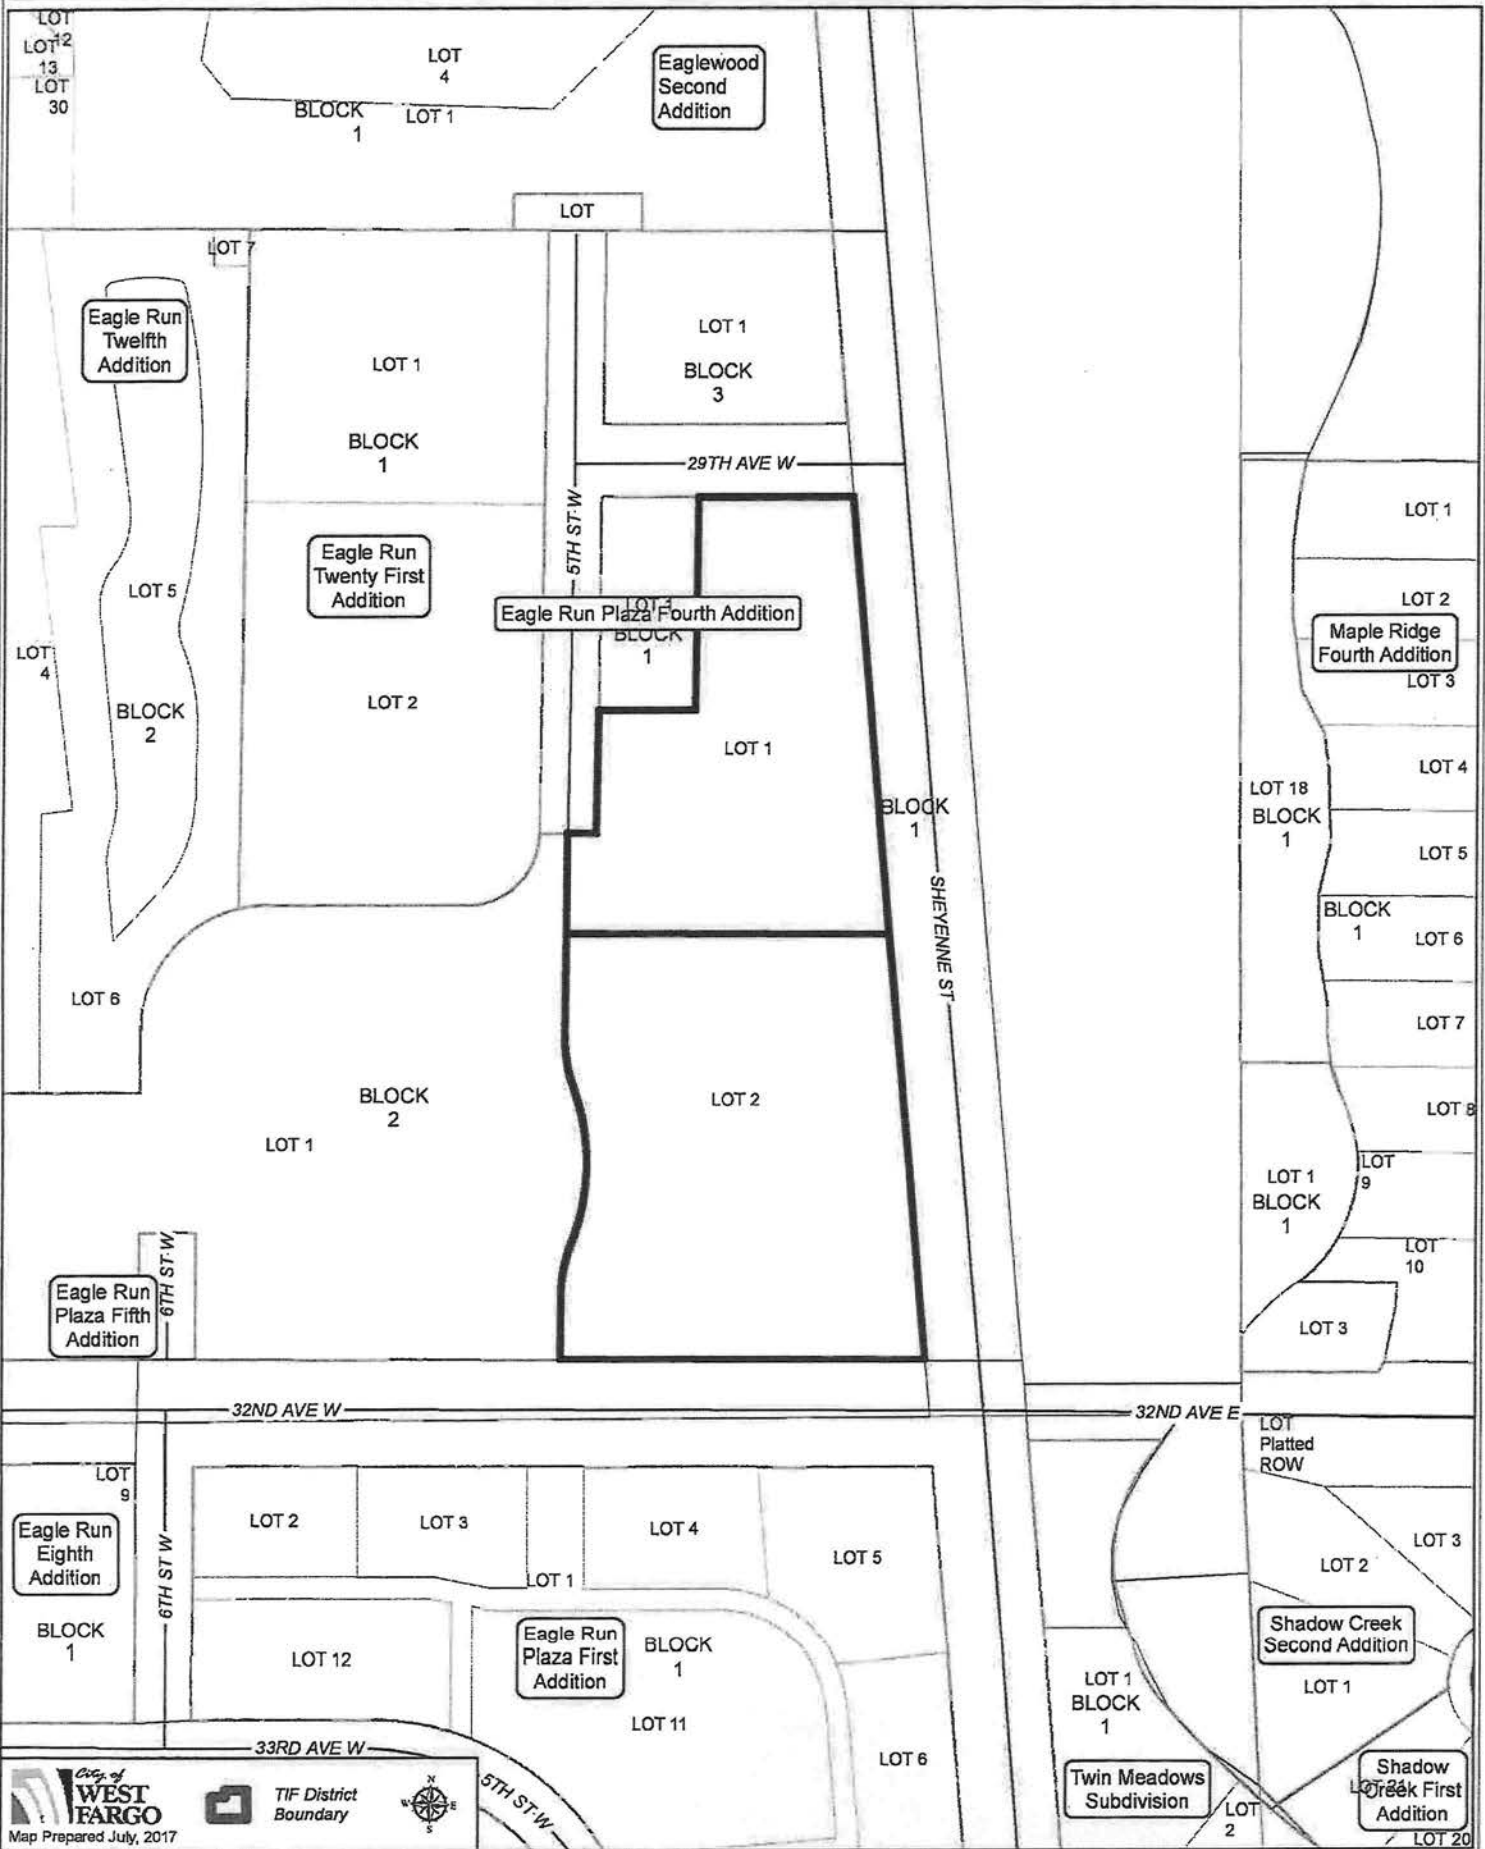 LOT
12
LOT
13
LOT
30
LOT
4
BLOCK
1
LOT 1
Eaglewood
Second
Addition
LOT
LOT 7
Eagle Run
Twelfth
Addition
LOT 1
BLOCK
1
LOT 1
BLOCK
3
29TH AVE W
5TH ST W
LOT 1
LOT 2
Eagle Run
Twenty First
Addition
LOT 5
Eagle Run Plaza Fourth Addition
BLOCK
1
Maple Ridge
Fourth Addition
LOT
4
LOT 3
LOT 2
BLOCK
2
LOT 1
LOT 4
LOT 18
BLOCK
1
BLOCK
1
LOT 5
SHEYENNE ST
BLOCK
1
LOT 6
LOT 6
LOT 7
BLOCK
2
LOT 2
LOT 8
LOT 1
LOT 1
BLOCK
1
LOT
9
LOT
10
6TH ST W
Eagle Run
Plaza Fifth
Addition
LOT 3
32ND AVE W
32ND AVE E
LOT
Platted
ROW
LOT
9
LOT 2
LOT 3
LOT 4
LOT 5
LOT 2
LOT 3
Eagle Run
Eighth
Addition
6TH ST W
LOT 1
BLOCK
1
LOT 12
Eagle Run
Plaza First
Addition
BLOCK
1
Shadow Creek
Second Addition
LOT 1
LOT 1
BLOCK
1
LOT 11
LOT 6
33RD AVE W
5TH ST W
Twin Meadows
Subdivision
Shadow
Creek First
Addition
LOT
2
LOT 20
City of
WEST
FARGO
TIF District
Boundary
N
W
E
S
Map Prepared July, 2017